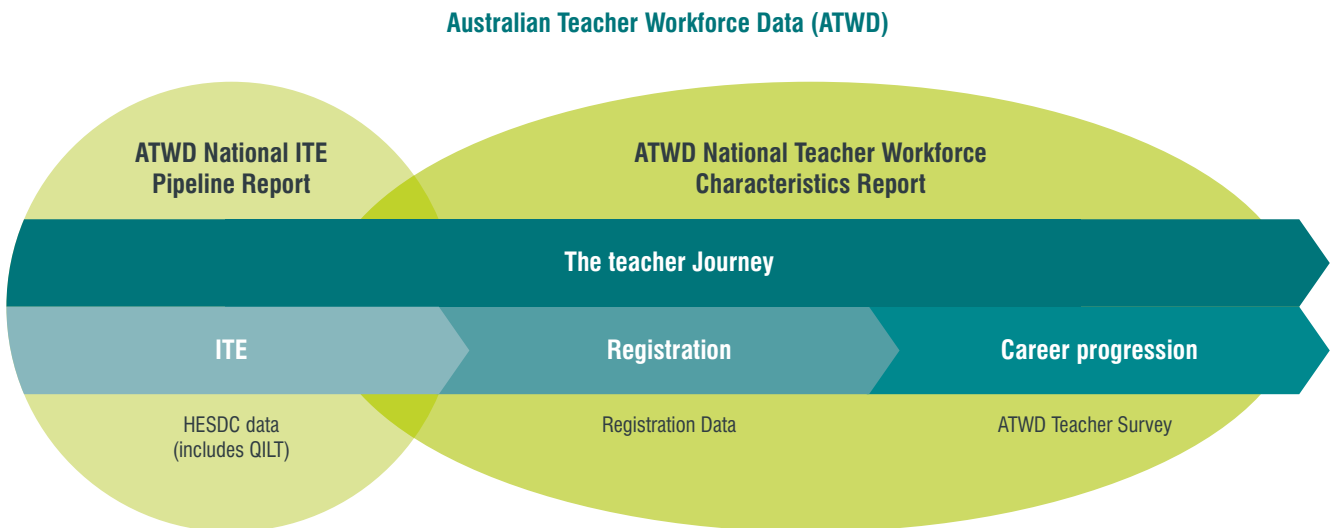 Australian Teacher Workforce Data (ATWD)
ATWD National ITE
Pipeline Report
ATWD National Teacher Workforce
Characteristics Report
The teacher Journey
ITE
Registration
Career progression
HESDC data
(includes QILT)
Registration Data
ATWD Teacher Survey